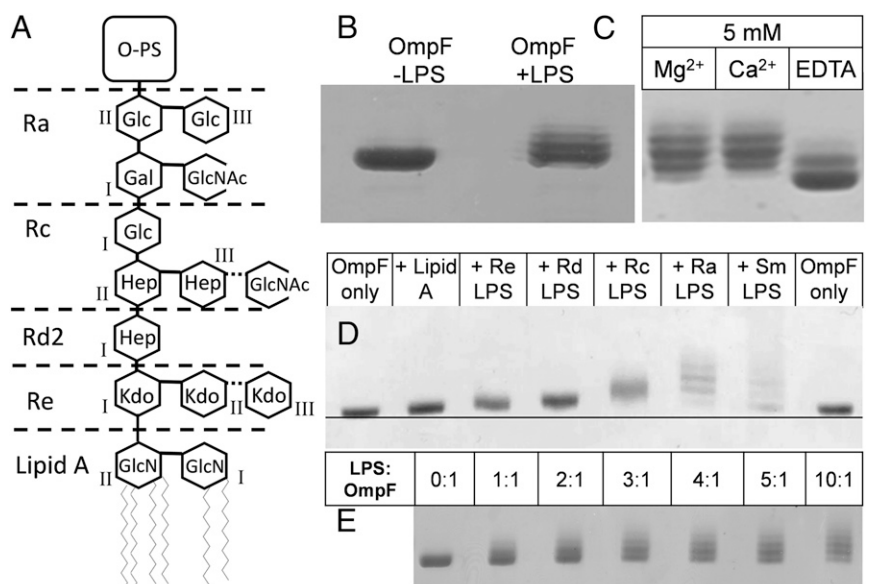 A
O-PS
Ra
II Glc Glc III
I Gal GlcNAc
Rc
I Glc
III
II Hep Hep GlcNAc
Rd2
I Hep
Re
I Kdo Kdo II Kdo III
Lipid A
II GlcN GlcN I
B
OmpF
-LPS
OmpF
+LPS
C
5 mM
Mg²⁺ Ca²⁺ EDTA
OmpF only
+ Lipid A
+ Re LPS
+ Rd LPS
+ Rc LPS
+ Ra LPS
+ Sm LPS
OmpF only
D
LPS:
OmpF
0:1 1:1 2:1 3:1 4:1 5:1 10:1
E